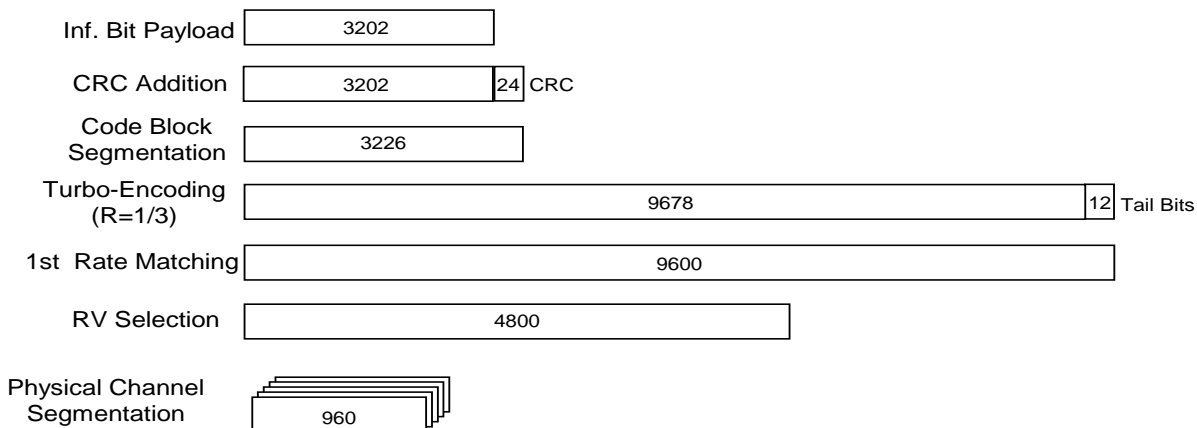 Inf. Bit Payload 3202
CRC Addition 3202 24 CRC
Code Block
Segmentation 3226
Turbo-Encoding
(R=1/3) 9678 12 Tail Bits
1st Rate Matching 9600
RV Selection 4800
Physical Channel
Segmentation 960